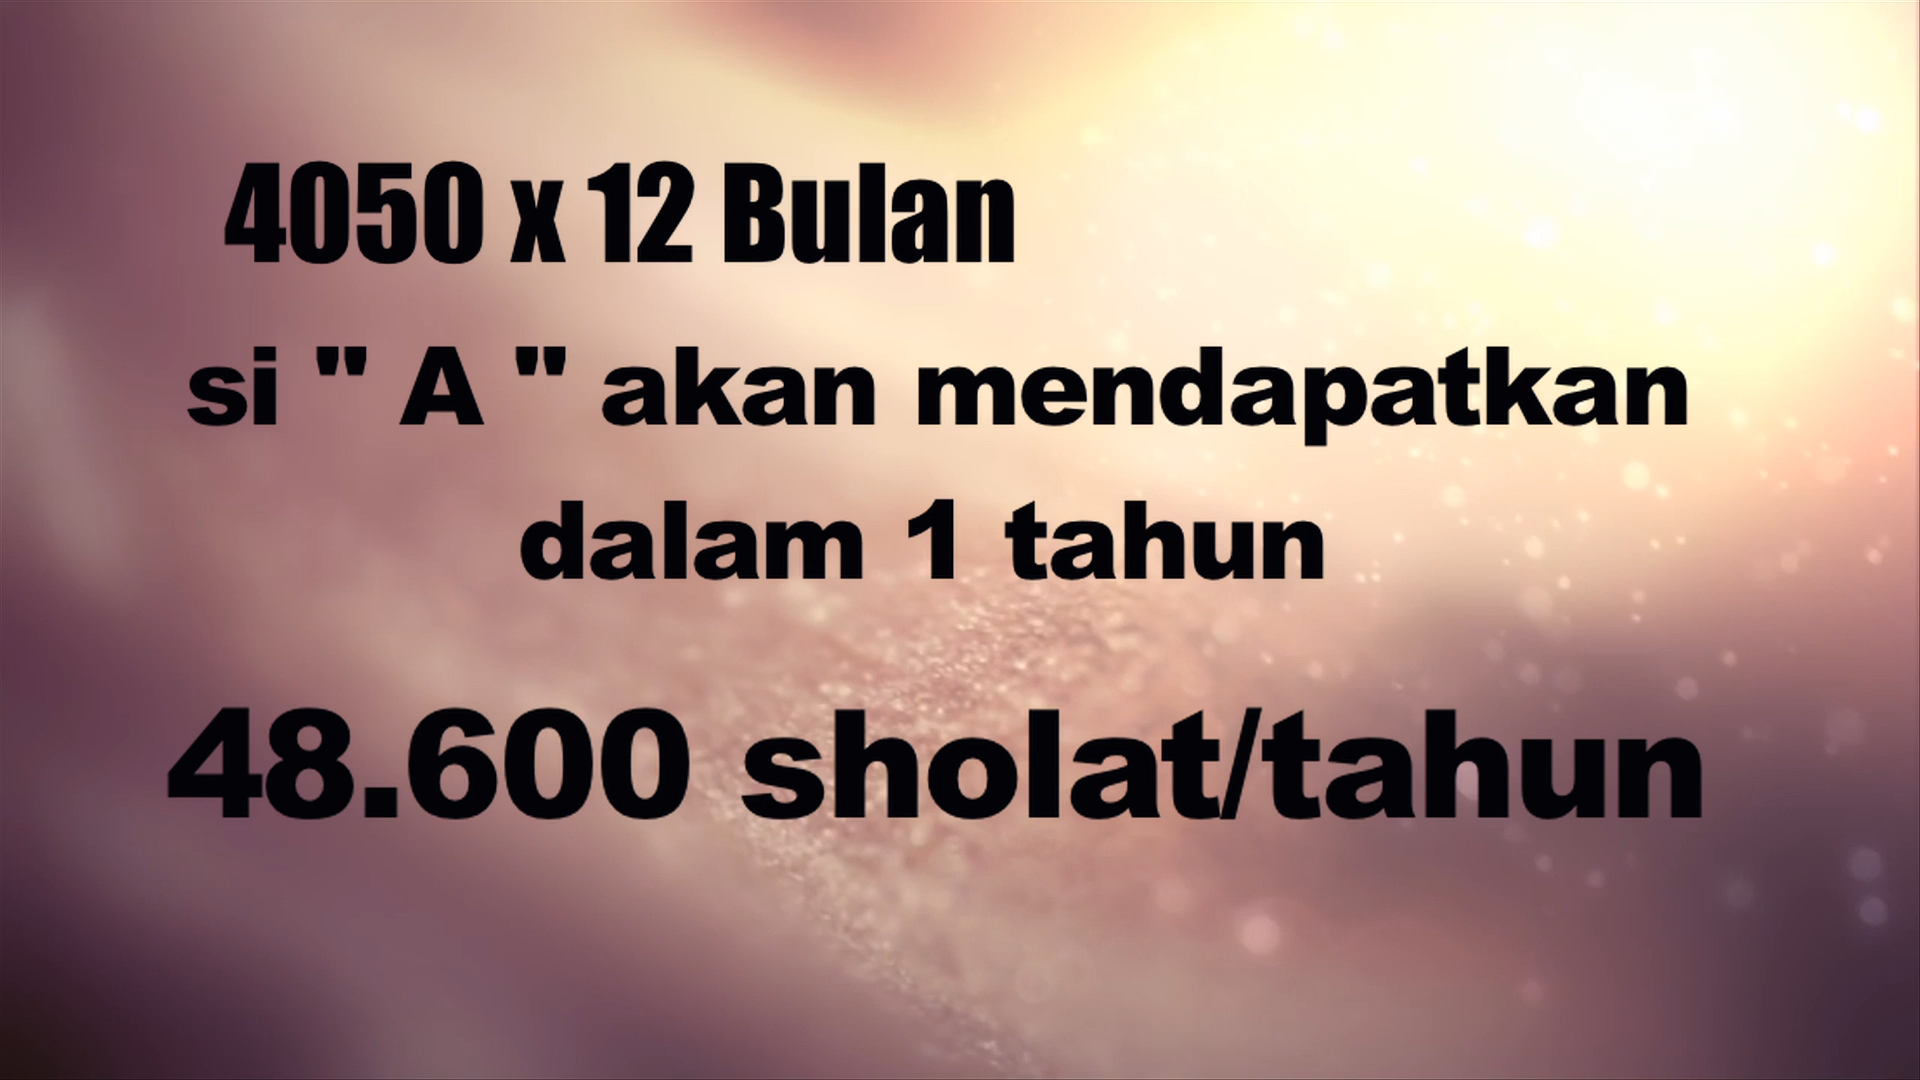 4050 x 12 Bulan
si " A " akan mendapatkan
dalam 1 tahun
48.600 sholat/tahun